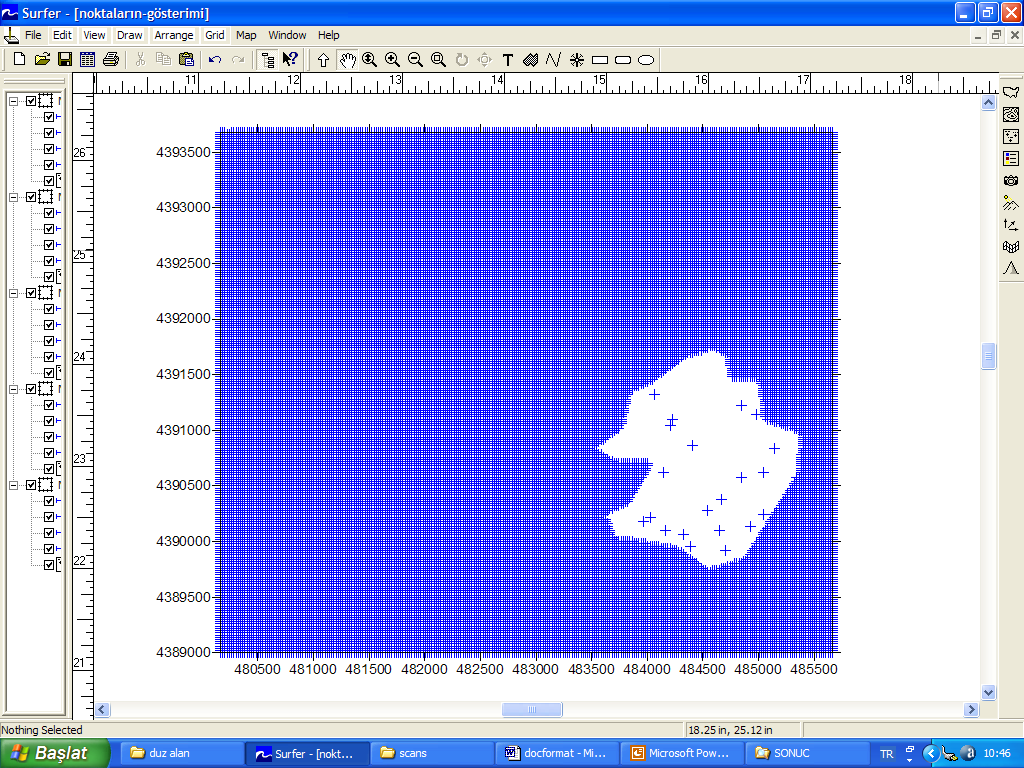 Surfer - [noktaların-gösterimi]
File Edit View Draw Arrange Grid Map Window Help
11 12 13 14 15 16 17 18
26
25
24
23
22
21
4393500
4393000
4392500
4392000
4391500
4391000
4390500
4390000
4389500
4389000
480500 481000 481500 482000 482500 483000 483500 484000 484500 485000 485500
Nothing Selected
18.25 in, 25.12 in
Başlat
duz alan
Surfer - [nokt...
scans
docformat - Mi...
Microsoft Pow...
SONUC
TR
10:46